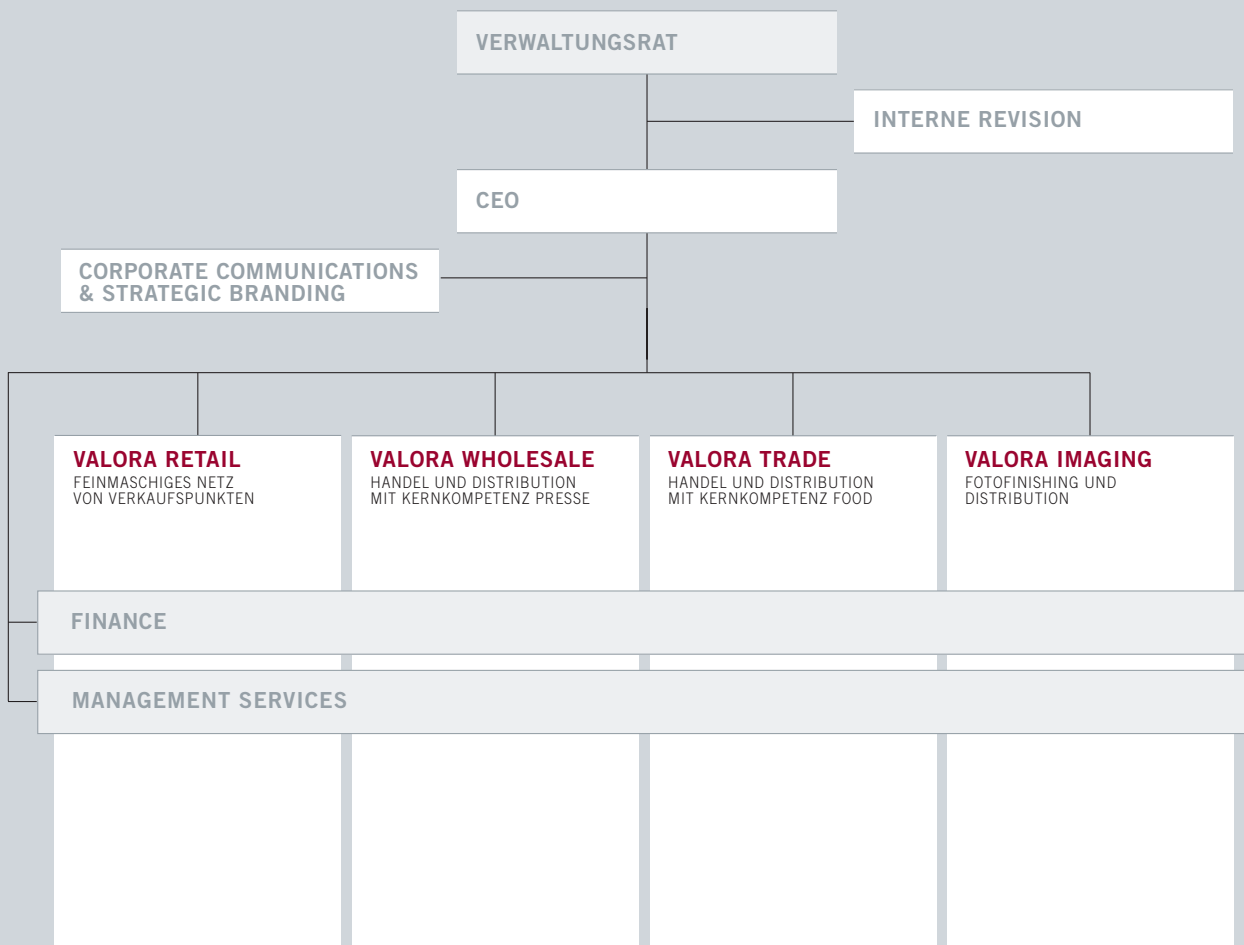 VERWALTUNGSRAT
INTERNE REVISION
CEO
CORPORATE COMMUNICATIONS
& STRATEGIC BRANDING
VALORA RETAIL
FEINMASCHIGES NETZ
VON VERKAUFSPUNKTEN
VALORA WHOLESALE
HANDEL UND DISTRIBUTION
MIT KERNKOMPETENZ PRESSE
VALORA TRADE
HANDEL UND DISTRIBUTION
MIT KERNKOMPETENZ FOOD
VALORA IMAGING
FOTOFINISHING UND
DISTRIBUTION
FINANCE
MANAGEMENT SERVICES